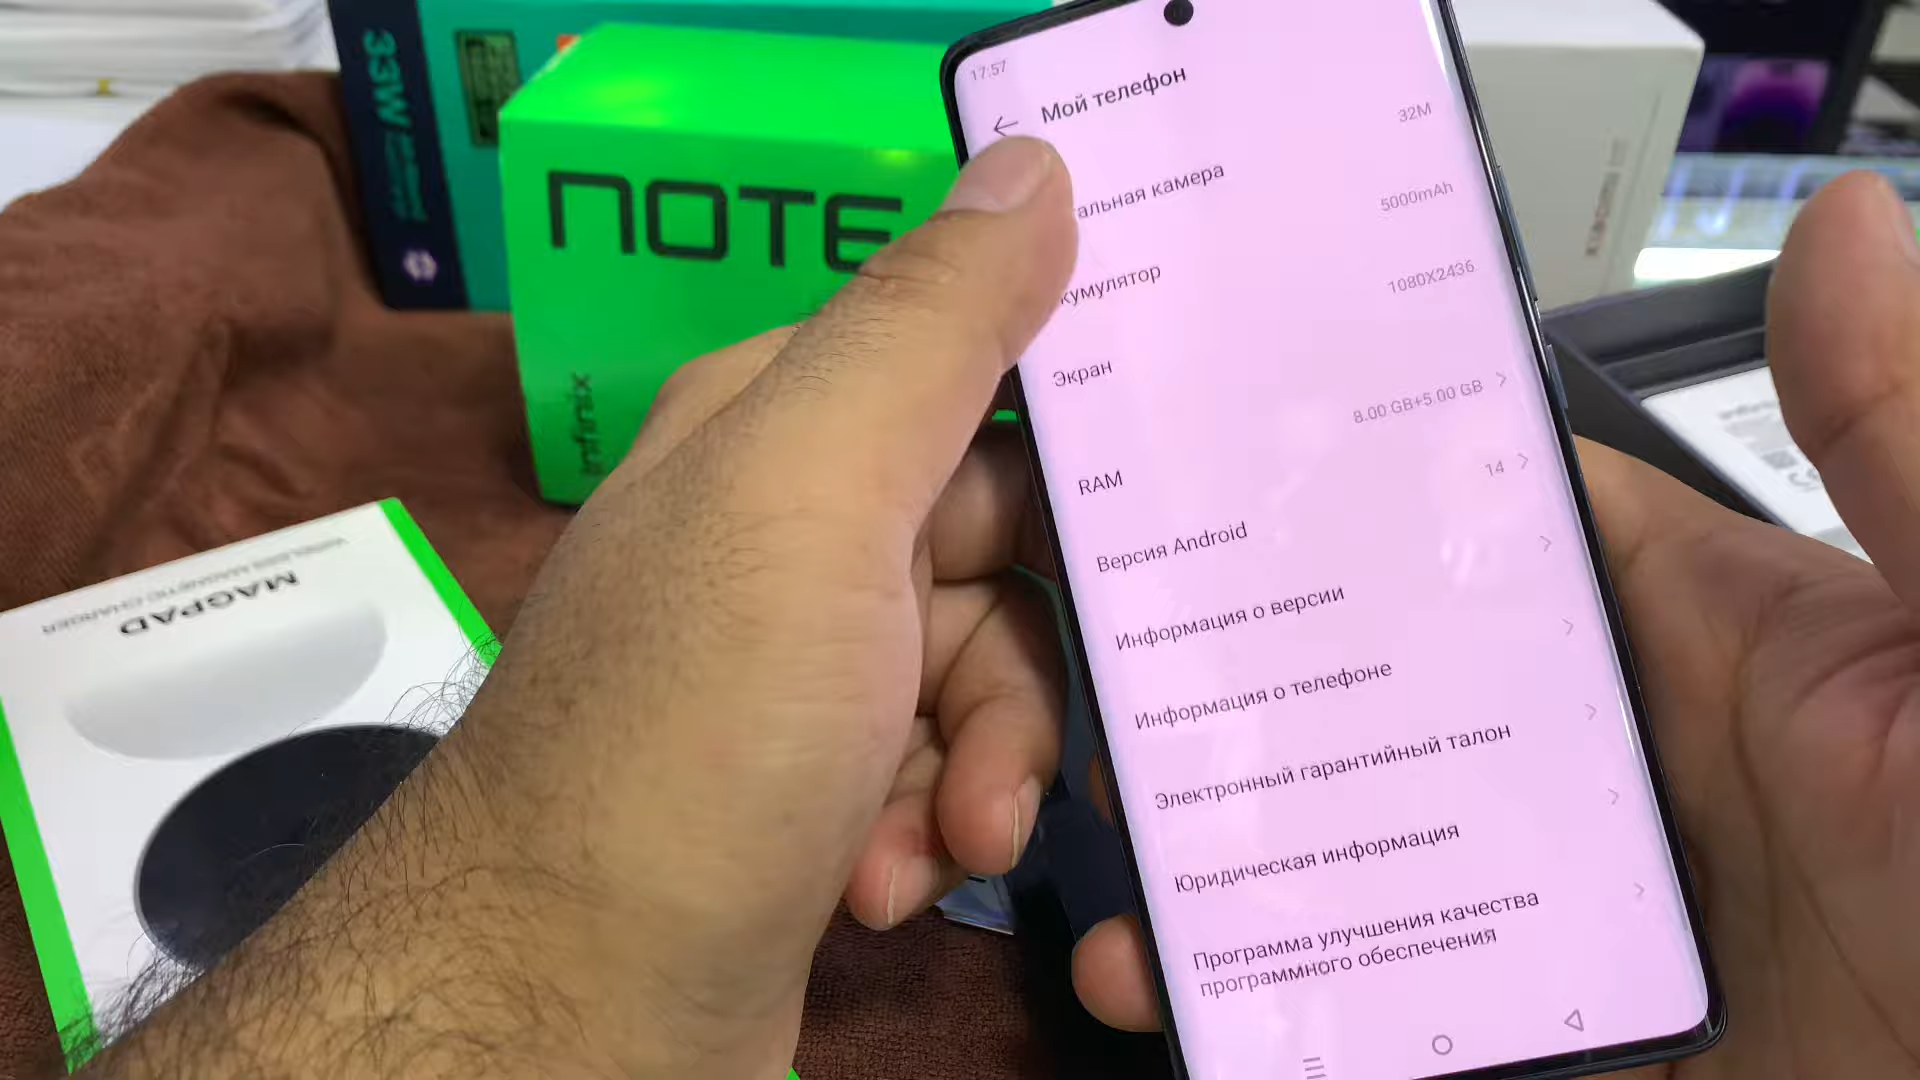 33W
NOTE
infinix
MAGPAD
17:57
Мой телефон
32M
альная камера
5000mAh
кумулятор
1080X2436
Экран
8.00 GB+5.00 GB
RAM
14
Версия Android
Информация о версии
Информация о телефоне
Электронный гарантийный талон
Юридическая информация
Программа улучшения качества
программного обеспечения